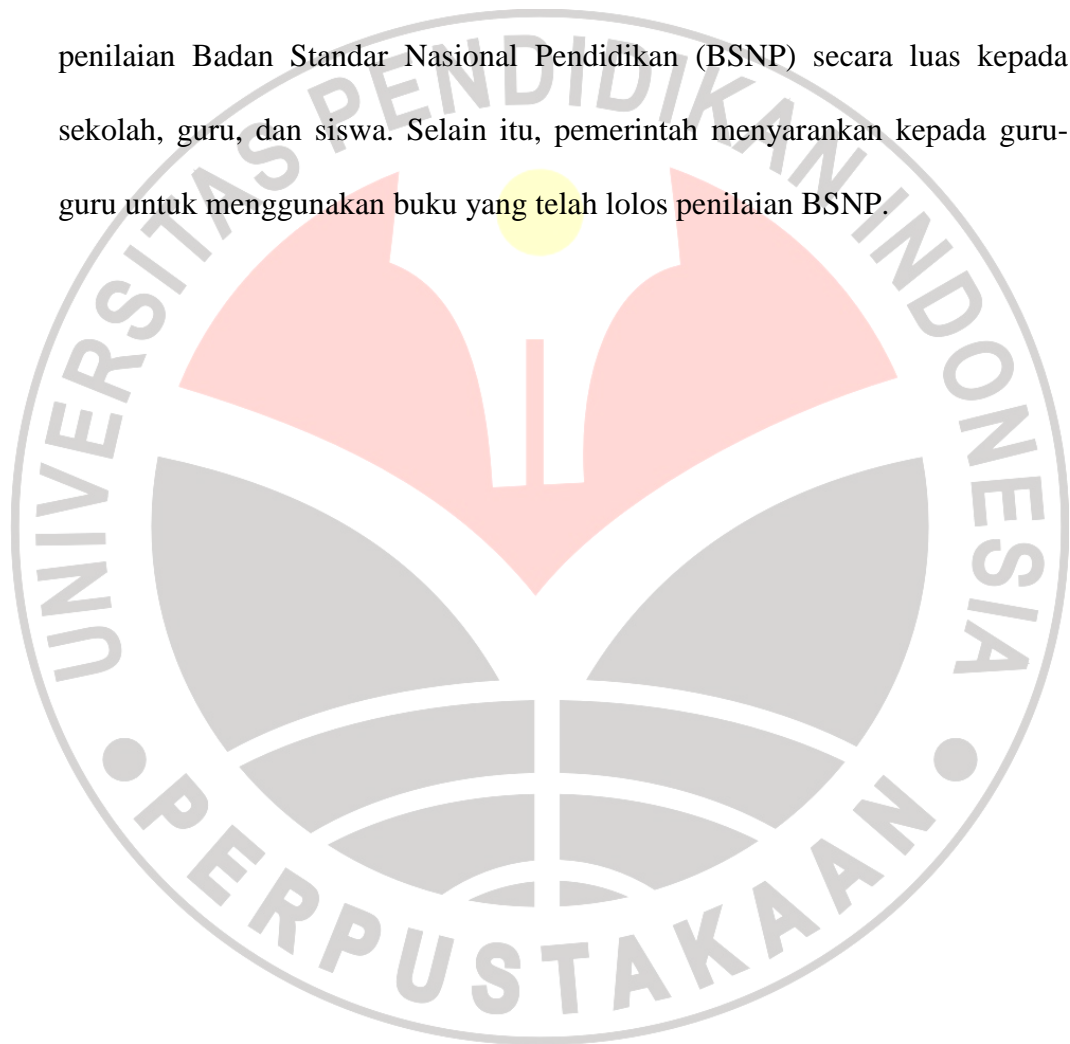 penilaian Badan Standar Nasional Pendidikan (BSNP) secara luas kepada
sekolah, guru, dan siswa. Selain itu, pemerintah menyarankan kepada guru-
guru untuk menggunakan buku yang telah lolos penilaian BSNP.
UNIVERSITAS PENDIDIKAN INDONESIA
PERPUSTAKAAN